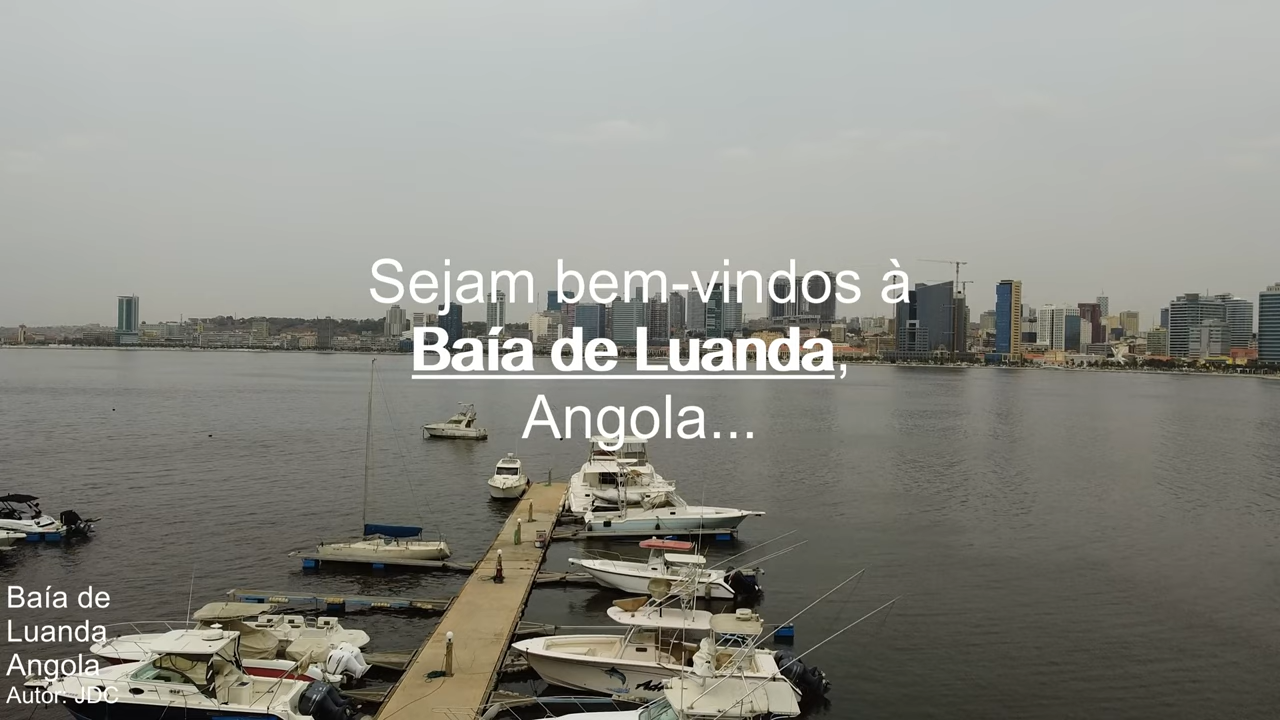 Sejam bem-vindos à
Baía de Luanda,
Angola...
Baía de
Luanda
Angola
Autor: JDC